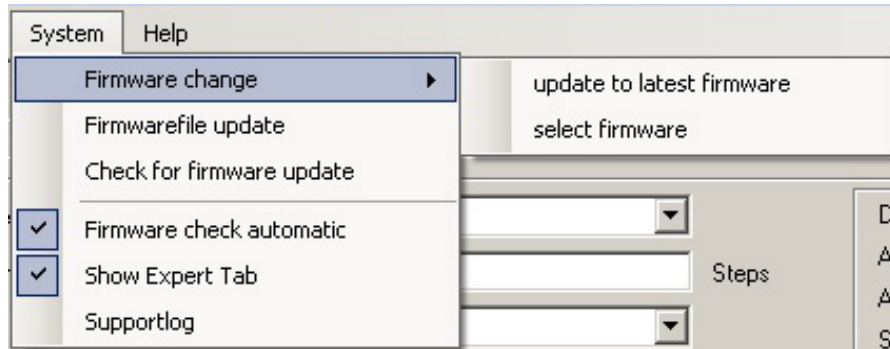 System Help
Firmware change
update to latest firmware
Firmwarefile update
select firmware
Check for firmware update
Firmware check automatic
Show Expert Tab
Steps
Supportlog